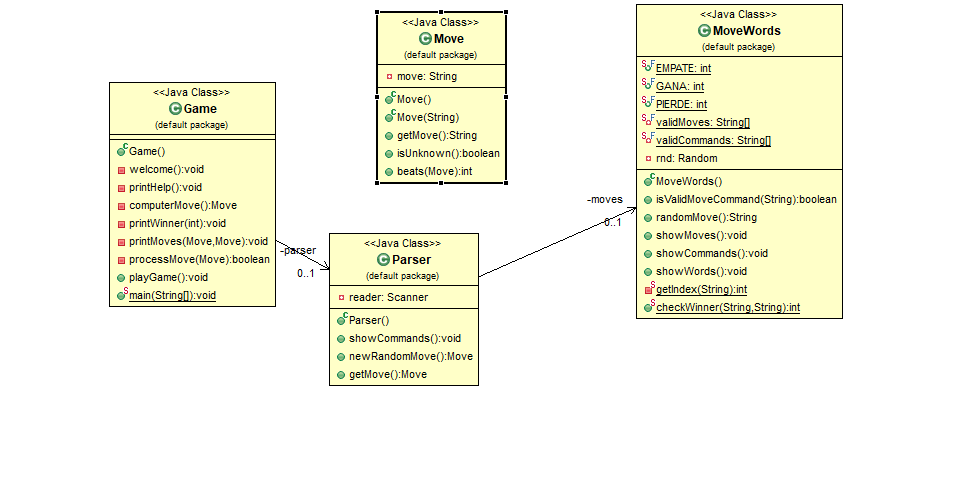 <<Java Class>>
Game
(default package)
Game()
welcome():void
printHelp():void
computerMove():Move
printWinner(int):void
printMoves(Move,Move):void
processMove(Move):boolean
playGame():void
main(String[]):void
<<Java Class>>
Move
(default package)
move: String
Move()
Move(String)
getMove():String
isUnknown():boolean
beats(Move):int
-parser
0..1
<<Java Class>>
Parser
(default package)
reader: Scanner
Parser()
showCommands():void
newRandomMove():Move
getMove():Move
-moves
0..1
<<Java Class>>
MoveWords
(default package)
EMPATE: int
GANA: int
PIERDE: int
validMoves: String[]
validCommands: String[]
rnd: Random
MoveWords()
isValidMoveCommand(String):boolean
randomMove():String
showMoves():void
showCommands():void
showWords():void
getIndex(String):int
checkWinner(String,String):int